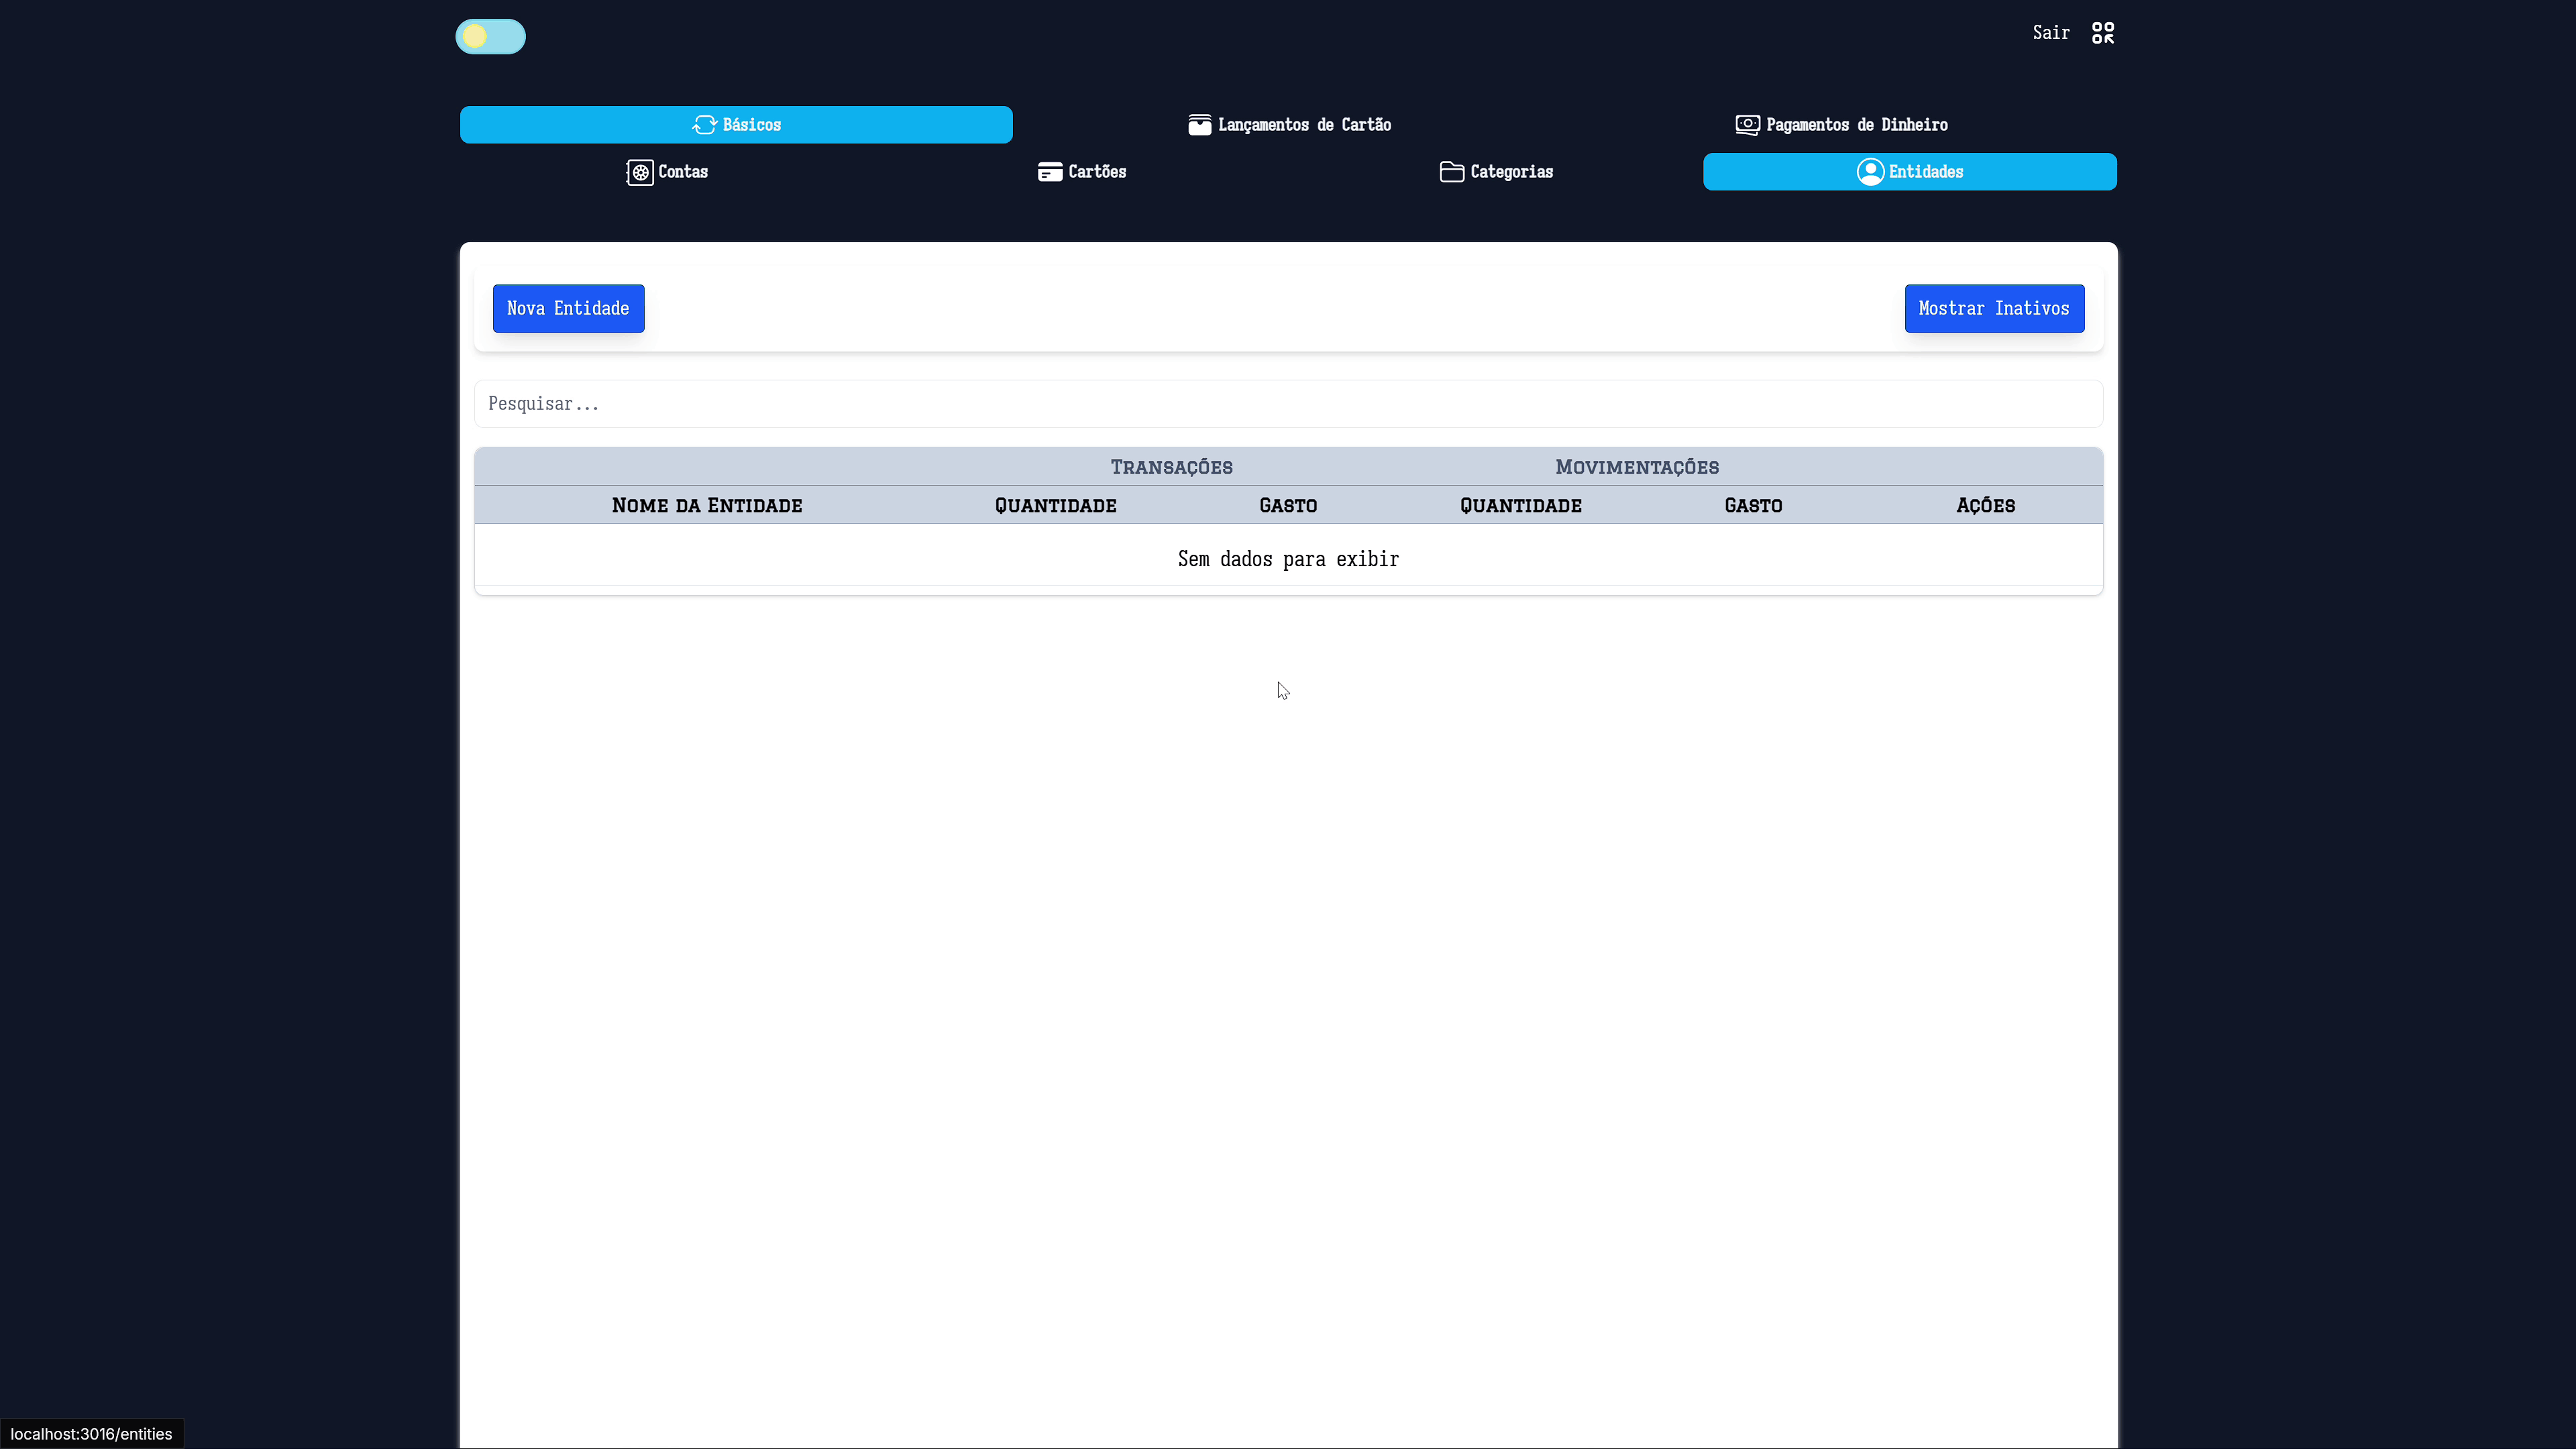 Sair
Básicos
Lançamentos de Cartão
Pagamentos de Dinheiro
Contas
Cartões
Categorias
Entidades
Nova Entidade
Mostrar Inativos
Pesquisar...
Transações
Movimentações
Nome da Entidade
Quantidade
Gasto
Quantidade
Gasto
Ações
Sem dados para exibir
localhost:3016/entities